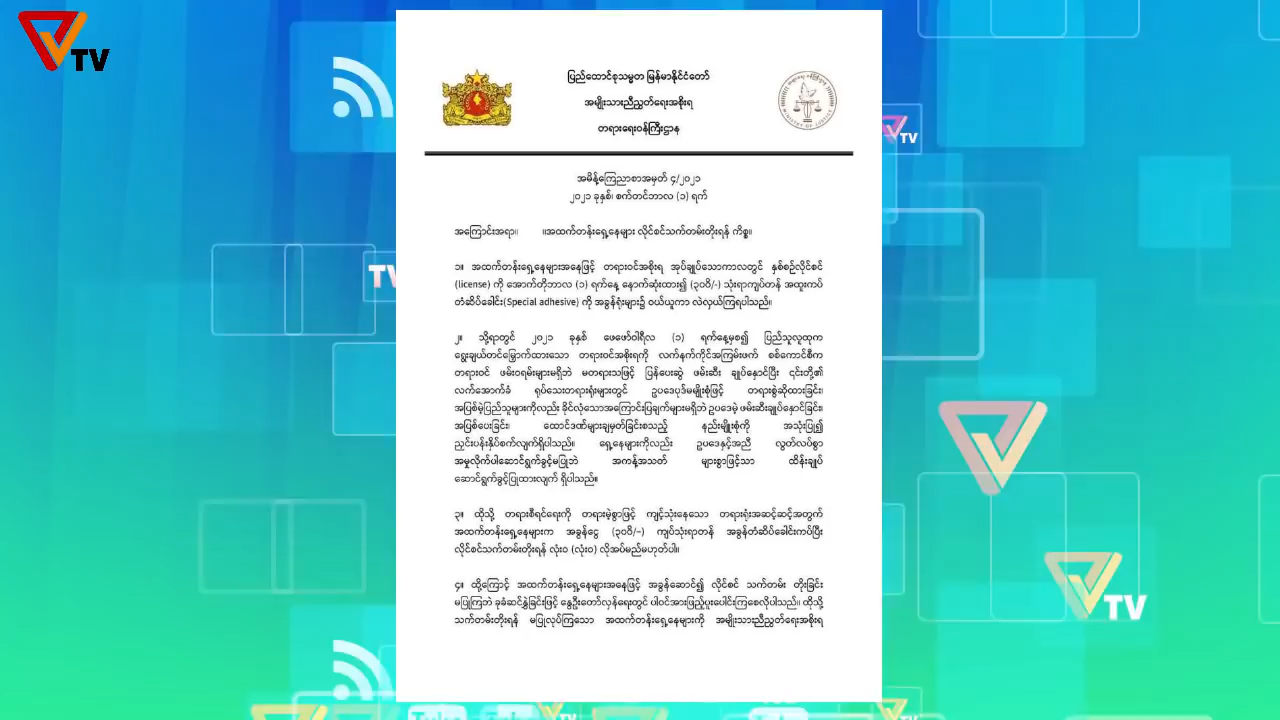 TV
ပြည်ထောင်စုသမ္မတ မြန်မာနိုင်ငံတော်
အမျိုးသားညီညွတ်ရေးအစိုးရ
တရားရေးဝန်ကြီးဌာန
MINISTRY OF JUSTICE
အမိန့်ကြေညာစာအမှတ် ၄/၂၀၂၁
၂၀၂၁ ခုနှစ်၊ စက်တင်ဘာလ (၁) ရက်
အကြောင်းအရာ။ ။အထက်တန်းရှေ့နေများ လိုင်စင်သက်တမ်းတိုးရန် ကိစ္စ။
၁။ အထက်တန်းရှေ့နေများအနေဖြင့် တရားဝင်အစိုးရ အုပ်ချုပ်သောကာလတွင် နှစ်စဉ်လိုင်စင်
(license) ကို အောက်တိုဘာလ (၁) ရက်နေ့ နောက်ဆုံးထား၍ (၃၀ဝိ/-) သုံးရာကျပ်တန် အထူးကပ်
တံဆိပ်ခေါင်း(Special adhesive) ကို အခွန်ရုံးများ၌ ဝယ်ယူကာ လဲလှယ်ကြရပါသည်။
၂။ သို့ရာတွင် ၂၀၂၁ ခုနှစ် ဖေဖော်ဝါရီလ (၁) ရက်နေ့မှစ၍ ပြည်သူလူထုက
ရွေးချယ်တင်မြှောက်ထားသော တရားဝင်အစိုးရကို လက်နက်ကိုင်အကြမ်းဖက် စစ်ကောင်စီက
တရားဝင် ဖမ်းဝရမ်းများမရှိဘဲ မတရားသဖြင့် ပြန်ပေးဆွဲ ဖမ်းဆီး ချုပ်နှောင်ပြီး ၎င်းတို့၏
လက်အောက်ခံ ရုပ်သေးတရားရုံးများတွင် ဥပဒေပုဒ်မမျိုးစုံဖြင့် တရားစွဲဆိုထားခြင်း၊
အပြစ်မဲ့ပြည်သူများကိုလည်း ခိုင်လုံသောအကြောင်းပြချက်များမရှိဘဲ ဥပဒေမဲ့ ဖမ်းဆီးချုပ်နှောင်ခြင်း၊
အပြစ်ပေးခြင်း၊ ထောင်ဒဏ်များချမှတ်ခြင်းစသည့် နည်းမျိုးစုံကို အသုံးပြု၍
ညှင်းပန်းနှိပ်စက်လျက်ရှိပါသည်။ ရှေ့နေများကိုလည်း ဥပဒေနှင့်အညီ လွတ်လပ်စွာ
အမှုလိုက်ပါဆောင်ရွက်ခွင့်မပြုဘဲ အကန့်အသတ် များစွာဖြင့်သာ ထိန်းချုပ်
ဆောင်ရွက်ခွင့်ပြုထားလျက် ရှိပါသည်။
၃။ ထိုသို့ တရားစီရင်ရေးကို တရားမဲ့စွာဖြင့် ကျင့်သုံးနေသော တရားရုံးအဆင့်ဆင့်အတွက်
အထက်တန်းရှေ့နေများက အခွန်ငွေ (၃၀ဝိ/–) ကျပ်သုံးရာတန် အခွန်တံဆိပ်ခေါင်းကပ်ပြီး
လိုင်စင်သက်တမ်းတိုးရန် လုံးဝ (လုံးဝ) လိုအပ်မည်မဟုတ်ပါ။
၄။ ထို့ကြောင့် အထက်တန်းရှေ့နေများအနေဖြင့် အခွန်ဆောင်၍ လိုင်စင် သက်တမ်း တိုးခြင်း
မပြုကြဘဲ ခုခံဆင်နွှဲခြင်းဖြင့် နွေဦးတော်လှန်ရေးတွင် ပါဝင်အားဖြည့်ပူးပေါင်းကြစေလိုပါသည်။ ထိုသို့
သက်တမ်းတိုးရန် မပြုလုပ်ကြသော အထက်တန်းရှေ့နေများကို အမျိုးသားညီညွတ်ရေးအစိုးရ
TV
TV
TV